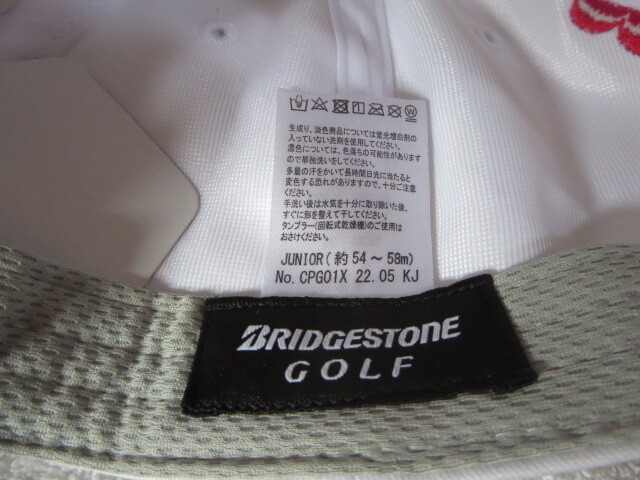 生成り、淡色商品については蛍光増白剤の
入っていない洗剤を使用してください。
濃色については、色落ちの可能性があります
ので単独洗いをしてください。
多量の汗をかいて長時間日光に当たると
変色する恐れがありますので、十分ご注意
ください。
手洗い後は水気を十分に取り除いた後、
すぐに形を整えて干してください。
タンブラー(回転式乾燥機)のご使用は
おさけください。
JUNIOR(約54～58m)
No. CPG01X 22.05 KJ
BRIDGESTONE
GOLF